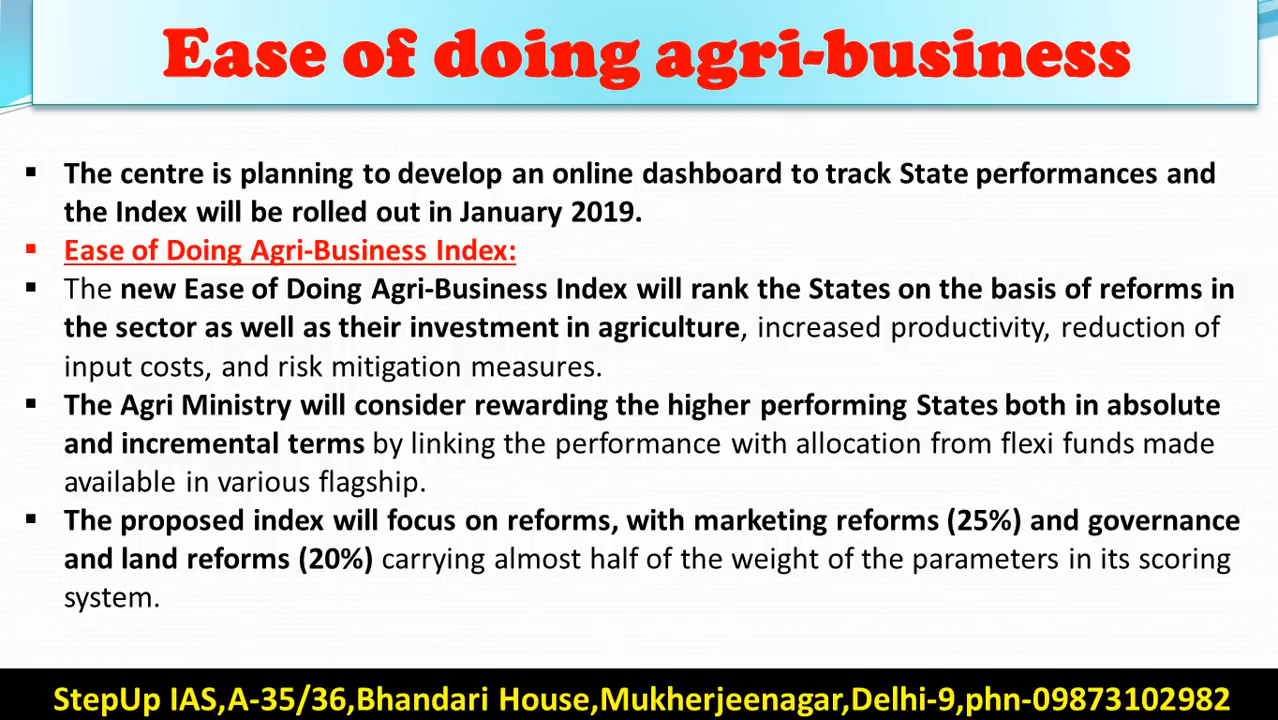 Ease of doing agri-business
▪ The centre is planning to develop an online dashboard to track State performances and
the Index will be rolled out in January 2019.
▪ Ease of Doing Agri-Business Index:
▪ The new Ease of Doing Agri-Business Index will rank the States on the basis of reforms in
the sector as well as their investment in agriculture, increased productivity, reduction of
input costs, and risk mitigation measures.
▪ The Agri Ministry will consider rewarding the higher performing States both in absolute
and incremental terms by linking the performance with allocation from flexi funds made
available in various flagship.
▪ The proposed index will focus on reforms, with marketing reforms (25%) and governance
and land reforms (20%) carrying almost half of the weight of the parameters in its scoring
system.
StepUp IAS,A-35/36,Bhandari House,Mukherjeenagar,Delhi-9,phn-09873102982